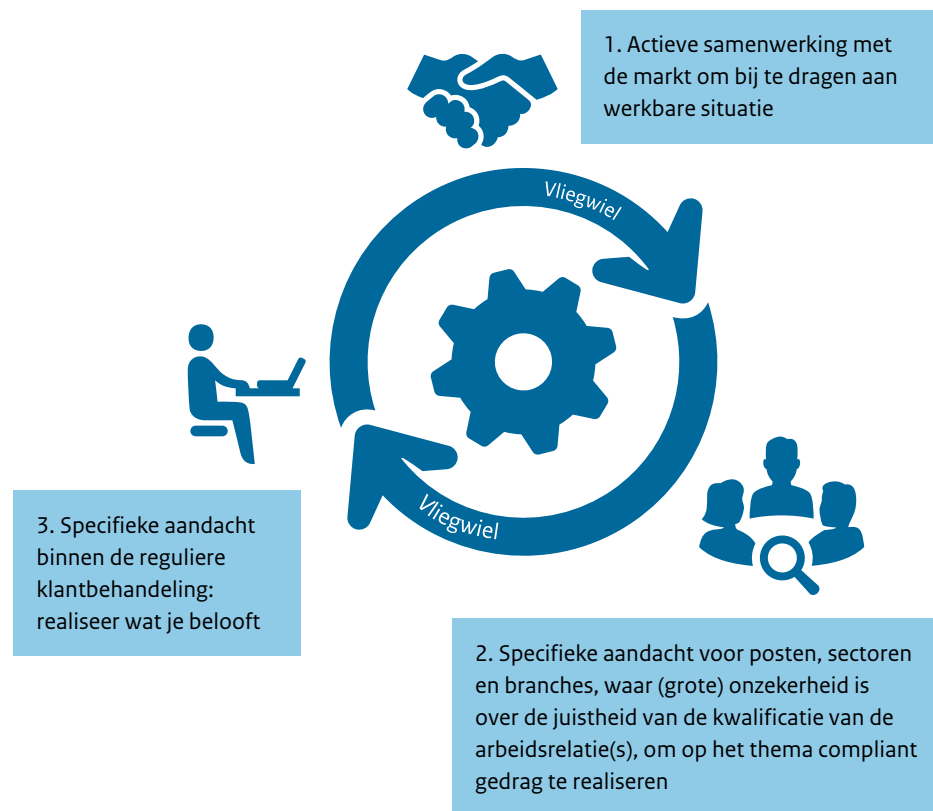 1. Actieve samenwerking met
de markt om bij te dragen aan
werkbare situatie
Vliegwiel
3. Specifieke aandacht
binnen de reguliere
klantbehandeling:
realiseer wat je belooft
Vliegwiel
2. Specifieke aandacht voor posten, sectoren
en branches, waar (grote) onzekerheid is
over de juistheid van de kwalificatie van de
arbeidsrelatie(s), om op het thema compliant
gedrag te realiseren